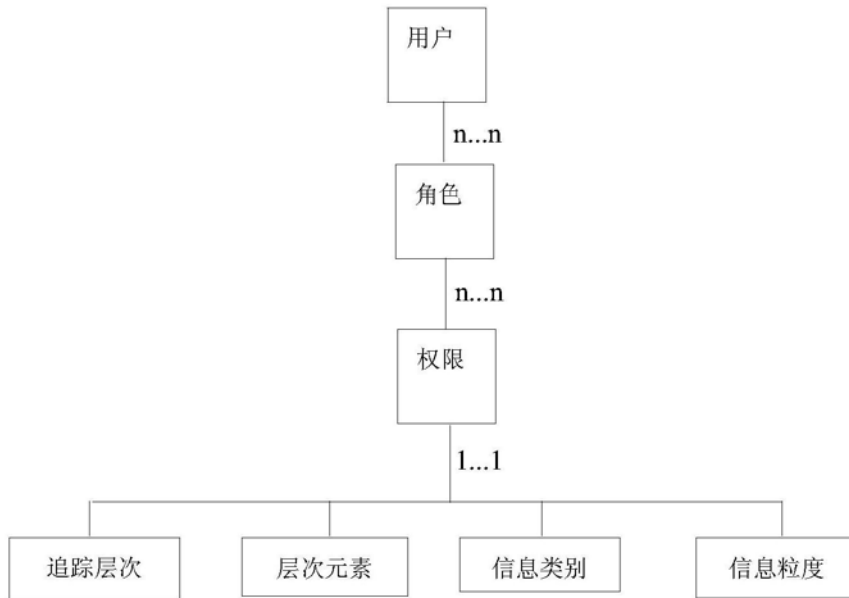 用户
n...n
角色
n...n
权限
1...1
追踪层次
层次元素
信息类别
信息粒度